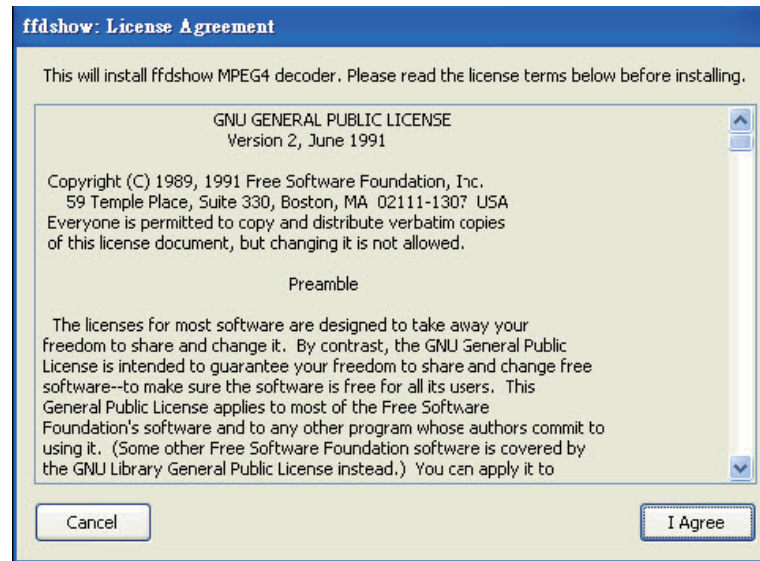 ffdshow: License Agreement
This will install ffdshow MPEG4 decoder. Please read the license terms below before installing.
GNU GENERAL PUBLIC LICENSE
Version 2, June 1991
Copyright (C) 1989, 1991 Free Software Foundation, Inc.
59 Temple Place, Suite 330, Boston, MA 02111-1307 USA
Everyone is permitted to copy and distribute verbatim copies
of this license document, but changing it is not allowed.
Preamble
The licenses for most software are designed to take away your
freedom to share and change it. By contrast, the GNU General Public
License is intended to guarantee your freedom to share and change free
software--to make sure the software is free for all its users. This
General Public License applies to most of the Free Software
Foundation's software and to any other program whose authors commit to
using it. (Some other Free Software Foundation software is covered by
the GNU Library General Public License instead.) You can apply it to
Cancel
I Agree